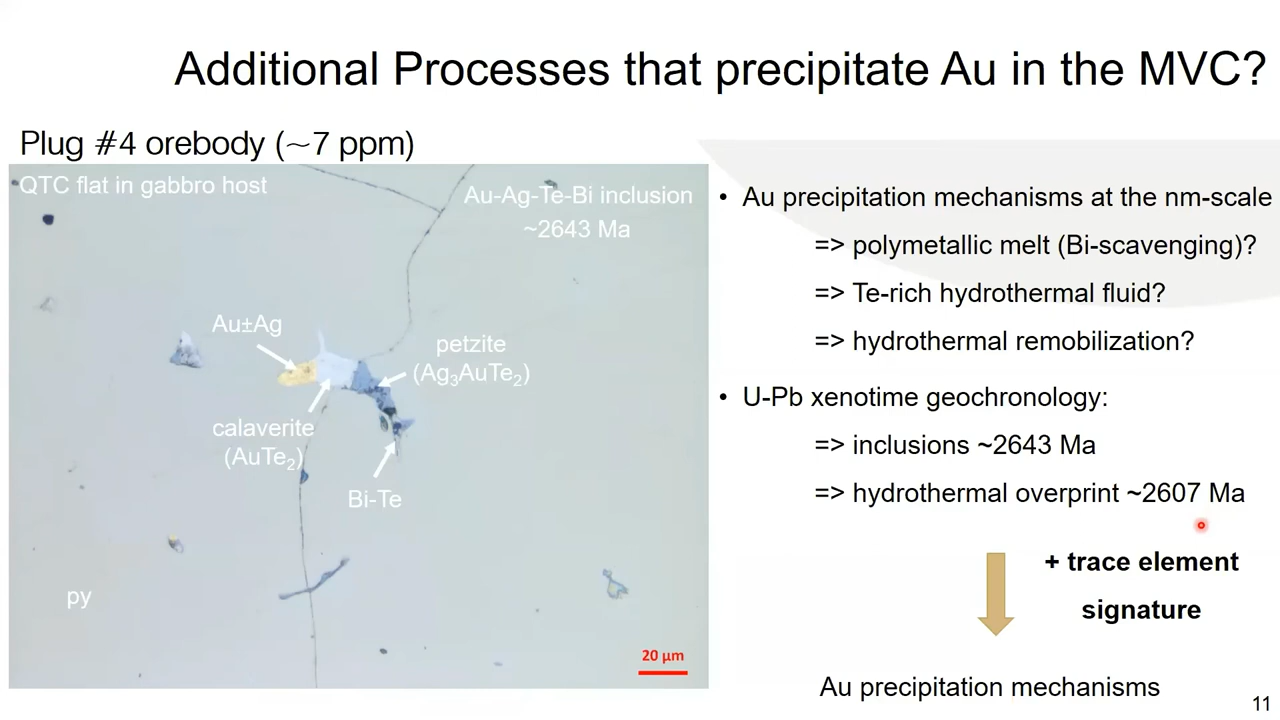 Additional Processes that precipitate Au in the MVC?
Plug #4 orebody (~7 ppm)
QTC flat in gabbro host
Au-Ag-Te-Bi inclusion
~2643 Ma
Au±Ag
petzite
(Ag₃AuTe₂)
calaverite
(AuTe₂)
Bi-Te
py
20 µm
• Au precipitation mechanisms at the nm-scale
=> polymetallic melt (Bi-scavenging)?
=> Te-rich hydrothermal fluid?
=> hydrothermal remobilization?
• U-Pb xenotime geochronology:
=> inclusions ~2643 Ma
=> hydrothermal overprint ~2607 Ma
+ trace element
signature
Au precipitation mechanisms
11